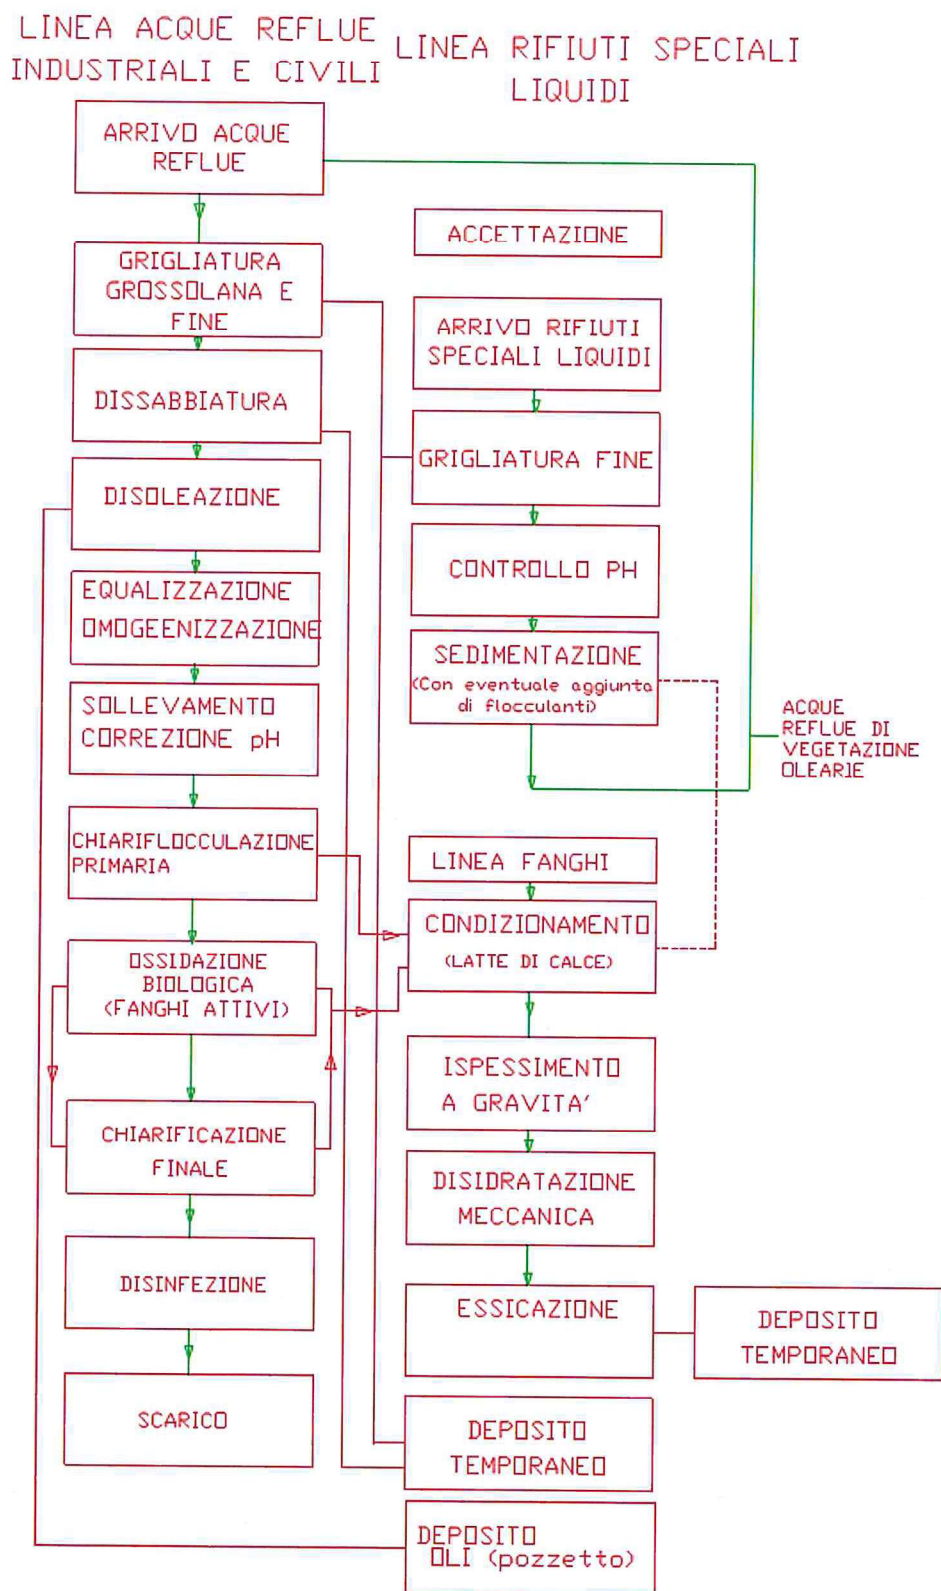 LINEA ACQUE REFLUE
INDUSTRIALI E CIVILI
LINEA RIFIUTI SPECIALI
LIQUIDI
ARRIVO ACQUE
REFLUE
GRIGLIATURA
GROSSOLANA E
FINE
DISSABBIATURA
DISOLEAZIONE
EQUALIZZAZIONE
OMOGEENIZZAZIONE
SOLLEVAMENTO
CORREZIONE pH
CHIARIFLOCCULAZIONE
PRIMARIA
OSSIDAZIONE
BIOLOGICA
(FANGHI ATTIVI)
CHIARIFICAZIONE
FINALE
DISINFEZIONE
SCARICO
ACCETTAZIONE
ARRIVO RIFIUTI
SPECIALI LIQUIDI
GRIGLIATURA FINE
CONTROLLO PH
SEDIMENTAZIONE
(Con eventuale aggiunta
di flocculanti)
ACQUE
REFLUE DI
VEGETAZIONE
OLEARIE
LINEA FANGHI
CONDIZIONAMENTO
(LATTE DI CALCE)
ISPESSIMENTO
A GRAVITA'
DISIDRATAZIONE
MECCANICA
ESSICAZIONE
DEPOSITO
TEMPORANEO
DEPOSITO
TEMPORANEO
DEPOSITO
OLI (pozzetto)